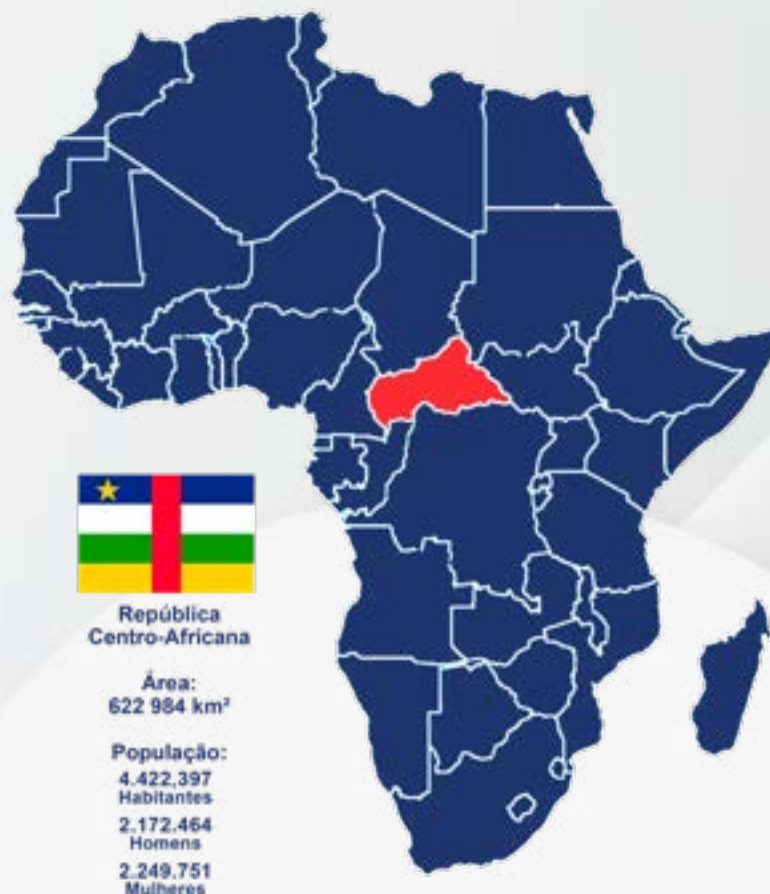 República
Centro-Africana
Área:
622 984 km²
População:
4.422,397
Habitantes
2.172.464
Homens
2.249.751
Mulheres